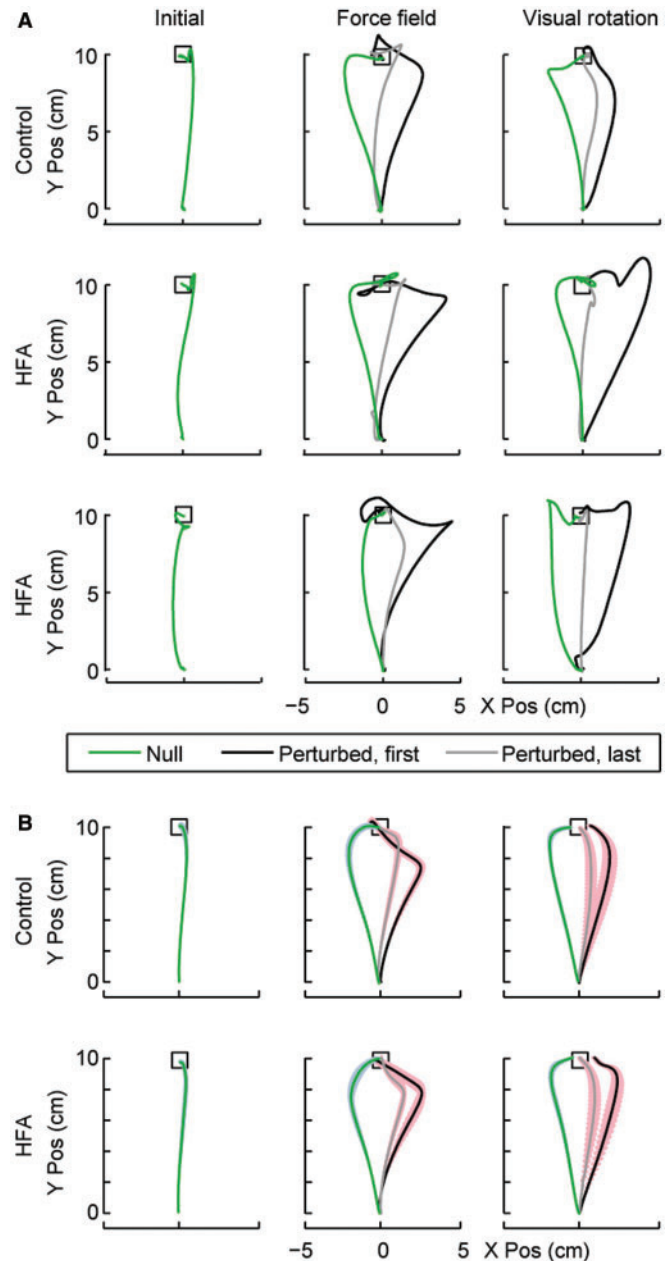 A
Initial Force field Visual rotation
Control
Y Pos (cm)
10
5
0
HFA
Y Pos (cm)
10
5
0
HFA
Y Pos (cm)
10
5
0
−5 0 5 X Pos (cm)
Null Perturbed, first Perturbed, last
B
Control
Y Pos (cm)
10
0
HFA
Y Pos (cm)
10
0
−5 0 5 X Pos (cm)